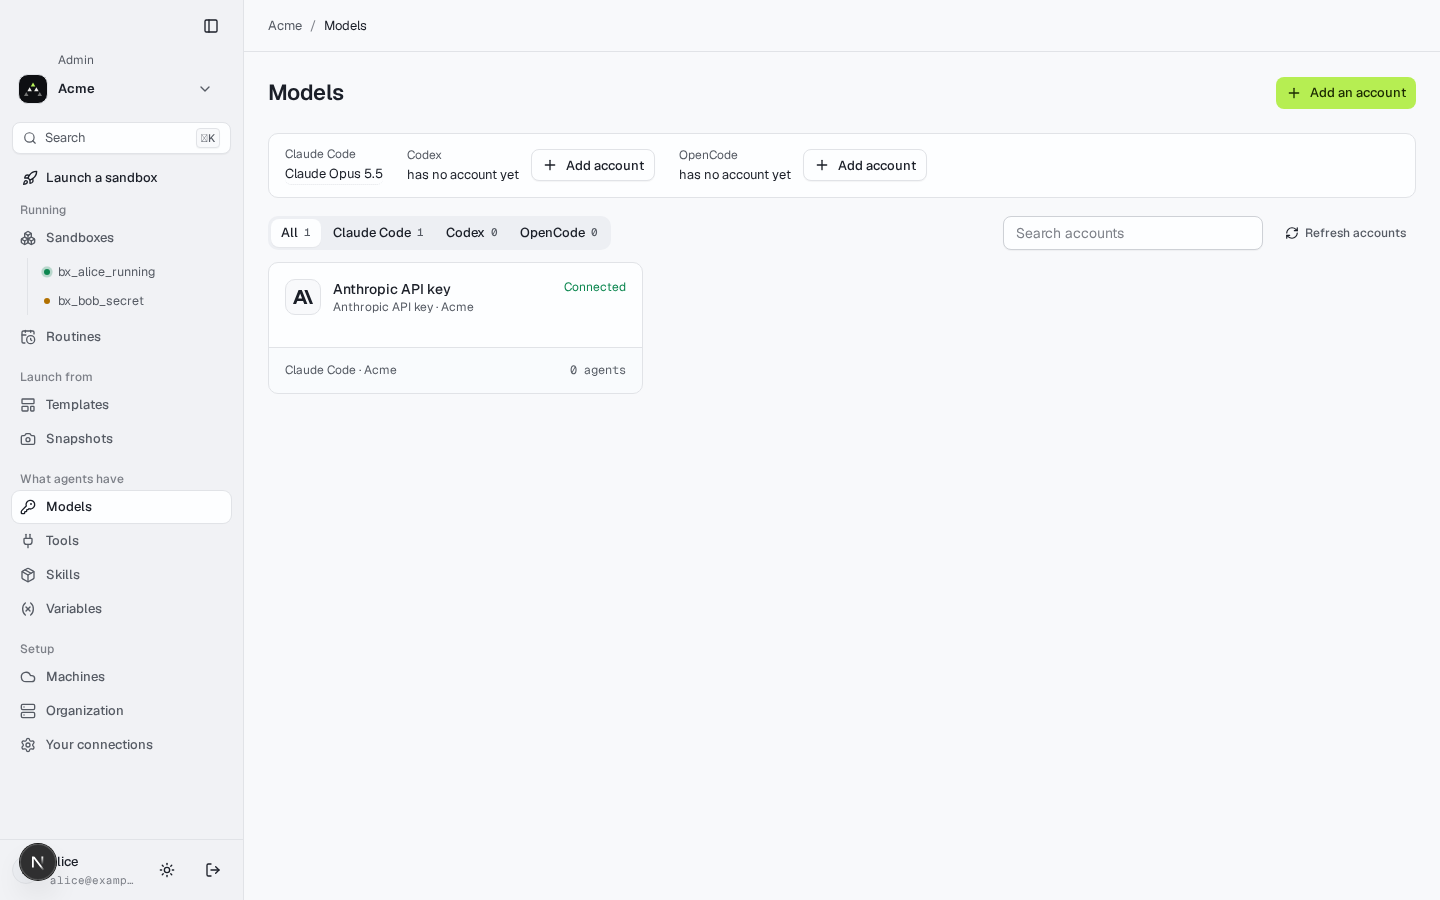 Admin
Acme
Search
K
Launch a sandbox
Running
Sandboxes
bx_alice_running
bx_bob_secret
Routines
Launch from
Templates
Snapshots
What agents have
Models
Tools
Skills
Variables
Setup
Machines
Organization
Your connections
N
lice
alice@examp…
Acme / Models
Models
+ Add an account
Claude Code
Claude Opus 5.5
Codex
has no account yet
+ Add account
OpenCode
has no account yet
+ Add account
All 1 Claude Code 1 Codex 0 OpenCode 0
Search accounts
Refresh accounts
Anthropic API key
Connected
Anthropic API key · Acme
Claude Code · Acme
0 agents